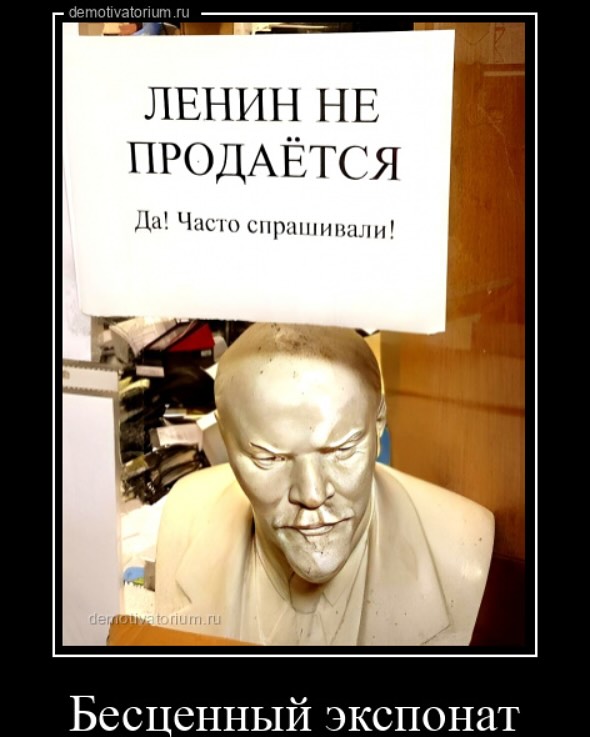 demotivatorium.ru
ЛЕНИН НЕ
ПРОДАЁТСЯ
Да! Часто спрашивали!
demotivatorium.ru
Бесценный экспонат